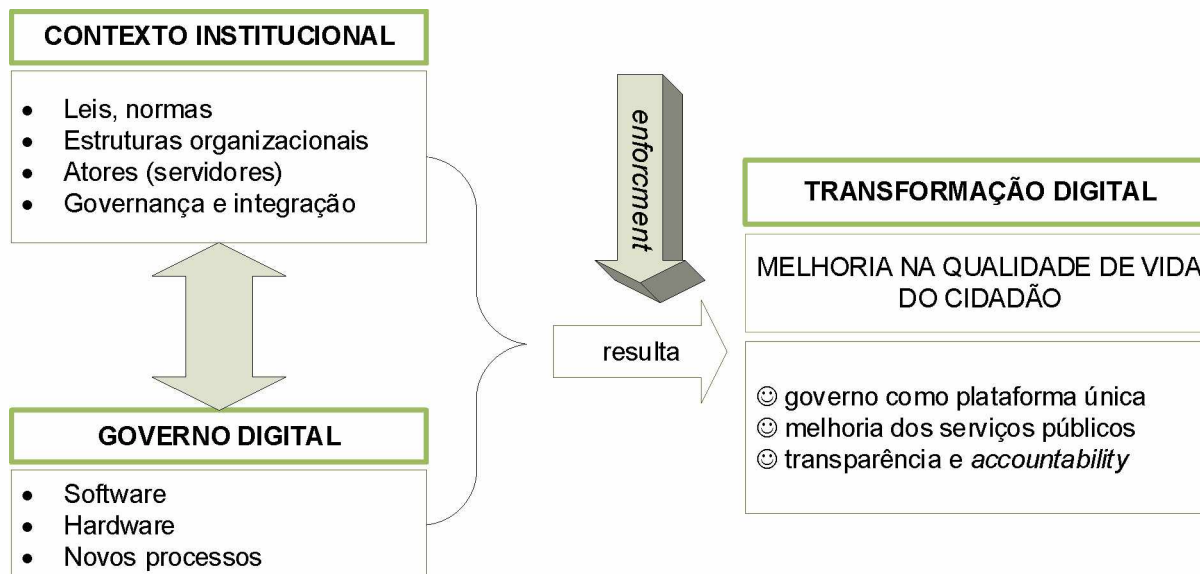 CONTEXTO INSTITUCIONAL
• Leis, normas
• Estruturas organizacionais
• Atores (servidores)
• Governança e integração
GOVERNO DIGITAL
• Software
• Hardware
• Novos processos
enforcment
resulta
TRANSFORMAÇÃO DIGITAL
MELHORIA NA QUALIDADE DE VIDA
DO CIDADÃO
☺ governo como plataforma única
☺ melhoria dos serviços públicos
☺ transparência e accountability